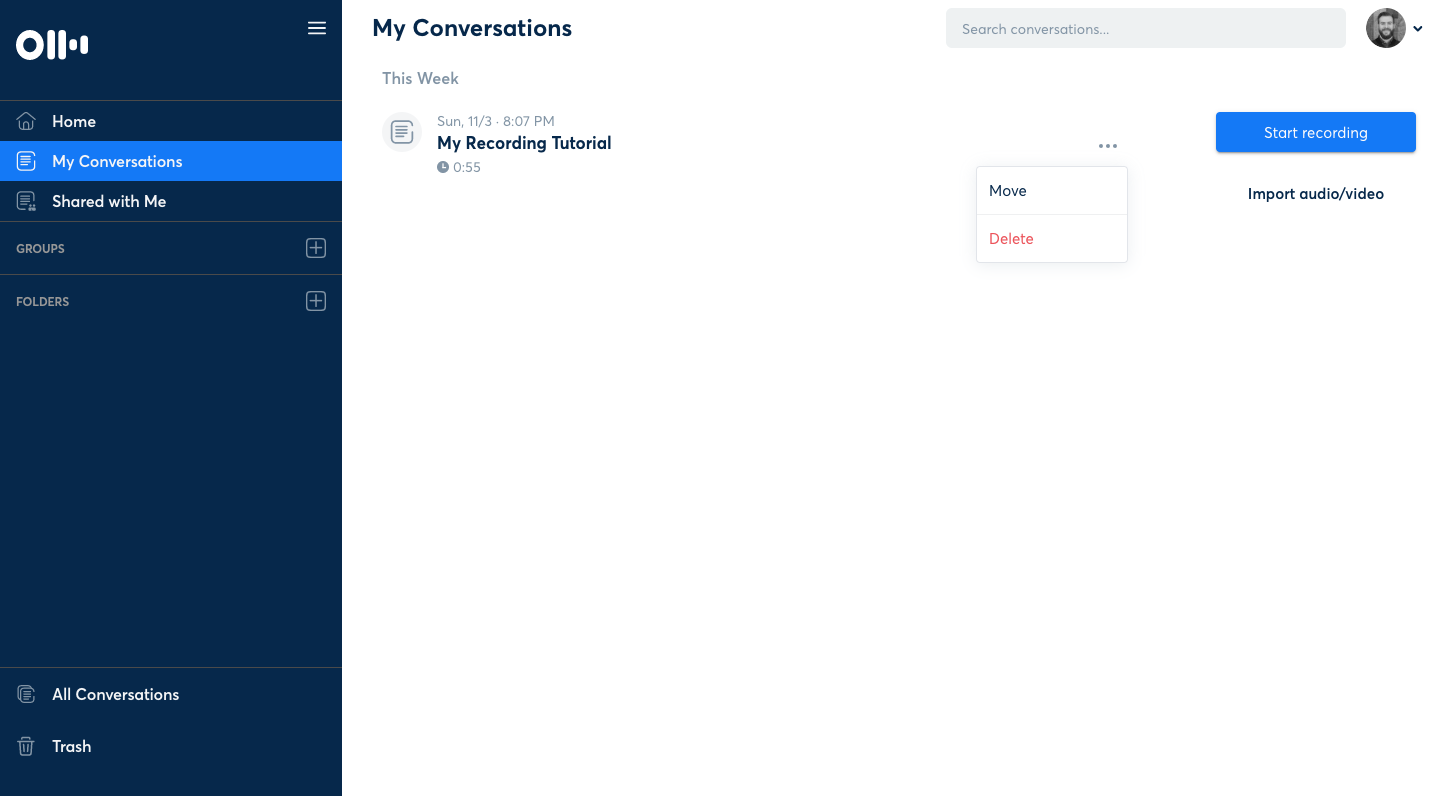 Home
My Conversations
Shared with Me
GROUPS
FOLDERS
All Conversations
Trash
My Conversations
Search conversations...
This Week
Sun, 11/3 · 8:07 PM
My Recording Tutorial
0:55
Move
Delete
Start recording
Import audio/video